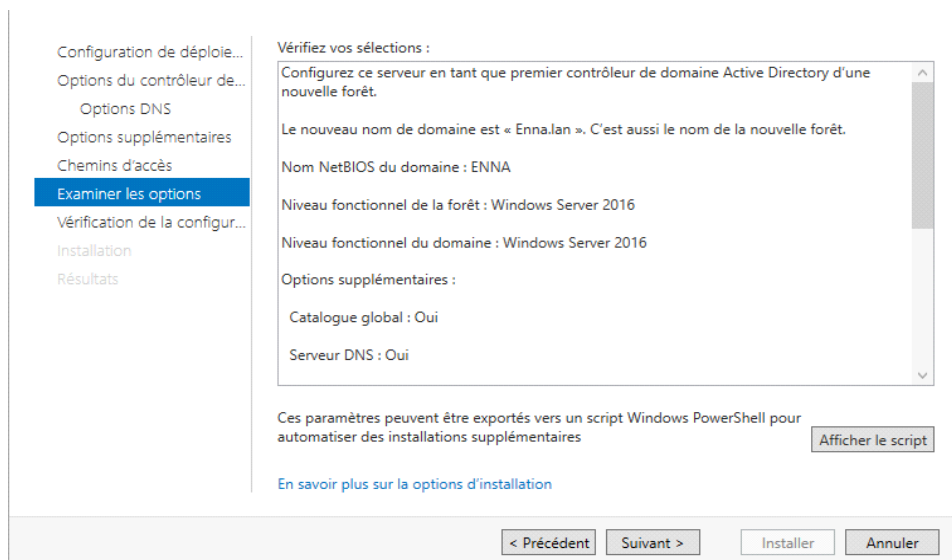 Configuration de déploie...
Options du contrôleur de...
Options DNS
Options supplémentaires
Chemins d'accès
Examiner les options
Vérification de la configur...
Installation
Résultats
Vérifiez vos sélections :
Configurez ce serveur en tant que premier contrôleur de domaine Active Directory d'une
nouvelle forêt.
Le nouveau nom de domaine est « Enna.lan ». C'est aussi le nom de la nouvelle forêt.
Nom NetBIOS du domaine : ENNA
Niveau fonctionnel de la forêt : Windows Server 2016
Niveau fonctionnel du domaine : Windows Server 2016
Options supplémentaires :
Catalogue global : Oui
Serveur DNS : Oui
Ces paramètres peuvent être exportés vers un script Windows PowerShell pour
automatiser des installations supplémentaires
Afficher le script
En savoir plus sur la options d'installation
< Précédent
Suivant >
Installer
Annuler